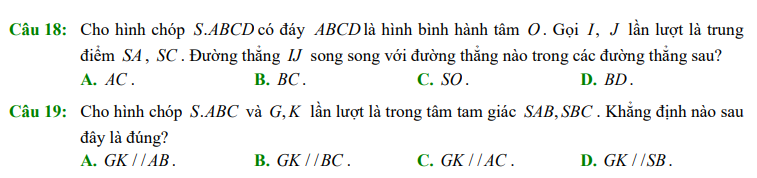 Câu 18: Cho hình chóp S.ABCD có đáy ABCD là hình bình hành tâm O. Gọi I, J lần lượt là trung
điểm SA, SC. Đường thẳng IJ song song với đường thẳng nào trong các đường thẳng sau?
A. AC. B. BC. C. SO. D. BD.
Câu 19: Cho hình chóp S.ABC và G,K lần lượt là trong tâm tam giác SAB,SBC. Khẳng định nào sau
đây là đúng?
A. GK//AB. B. GK//BC. C. GK//AC. D. GK//SB.